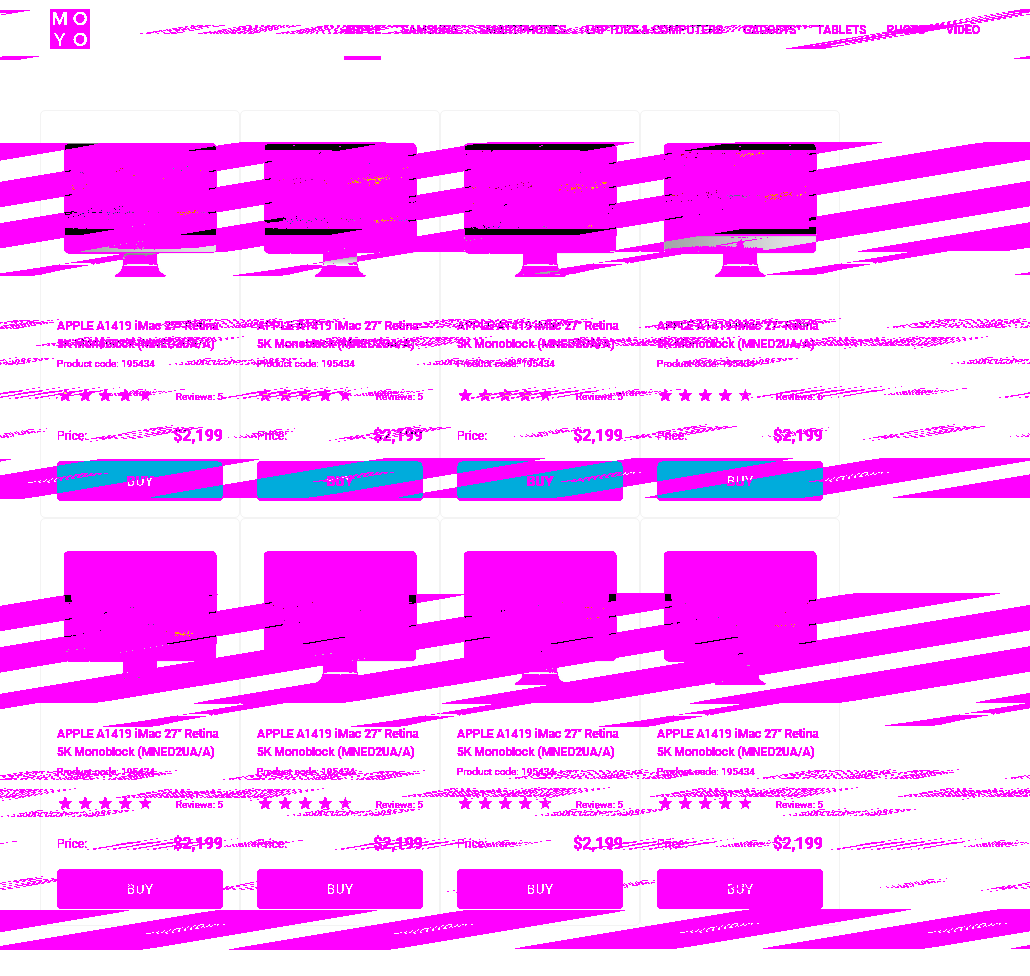 MO
YO
APPLE SAMSUNG SMARTPHONES LAPTOPS & COMPUTERS GADGETS TABLETS PHOTO VIDEO
APPLE A1419 iMac 27" Retina APPLE A1419 iMac 27" Retina APPLE A1419 iMac 27" Retina APPLE A1419 iMac 27" Retina
5K Monoblock (MNED2UA/A) 5K Monoblock (MNED2UA/A) 5K Monoblock (MNED2UA/A) 5K Monoblock (MNED2UA/A)
Product code: 195434 Product code: 195434 Product code: 195434 Product code: 195434
Reviews: 5 Reviews: 5 Reviews: 5 Reviews: 5
Price: $2,199 Price: $2,199 Price: $2,199 Price: $2,199
BUY BUY BUY BUY
APPLE A1419 iMac 27" Retina APPLE A1419 iMac 27" Retina APPLE A1419 iMac 27" Retina APPLE A1419 iMac 27" Retina
5K Monoblock (MNED2UA/A) 5K Monoblock (MNED2UA/A) 5K Monoblock (MNED2UA/A) 5K Monoblock (MNED2UA/A)
Product code: 195434 Product code: 195434 Product code: 195434 Product code: 195434
Reviews: 5 Reviews: 5 Reviews: 5 Reviews: 5
Price: $2,199 Price: $2,199 Price: $2,199 Price: $2,199
BUY BUY BUY BUY